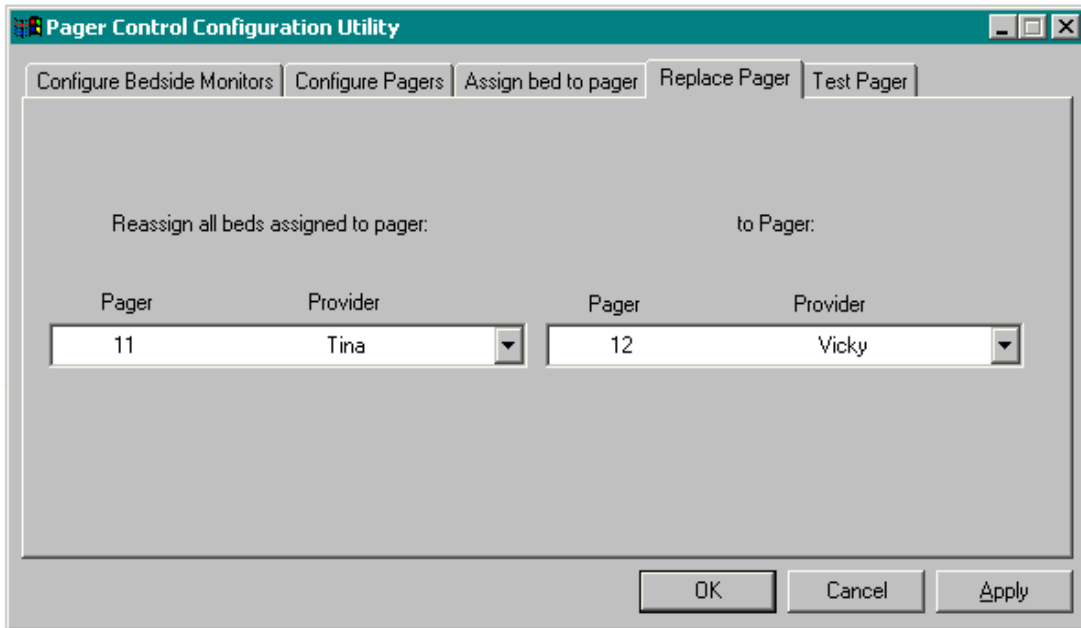 Pager Control Configuration Utility
Configure Bedside Monitors Configure Pagers Assign bed to pager Replace Pager Test Pager
Reassign all beds assigned to pager: to Pager:
Pager Provider Pager Provider
11 Tina 12 Vicky
OK Cancel Apply